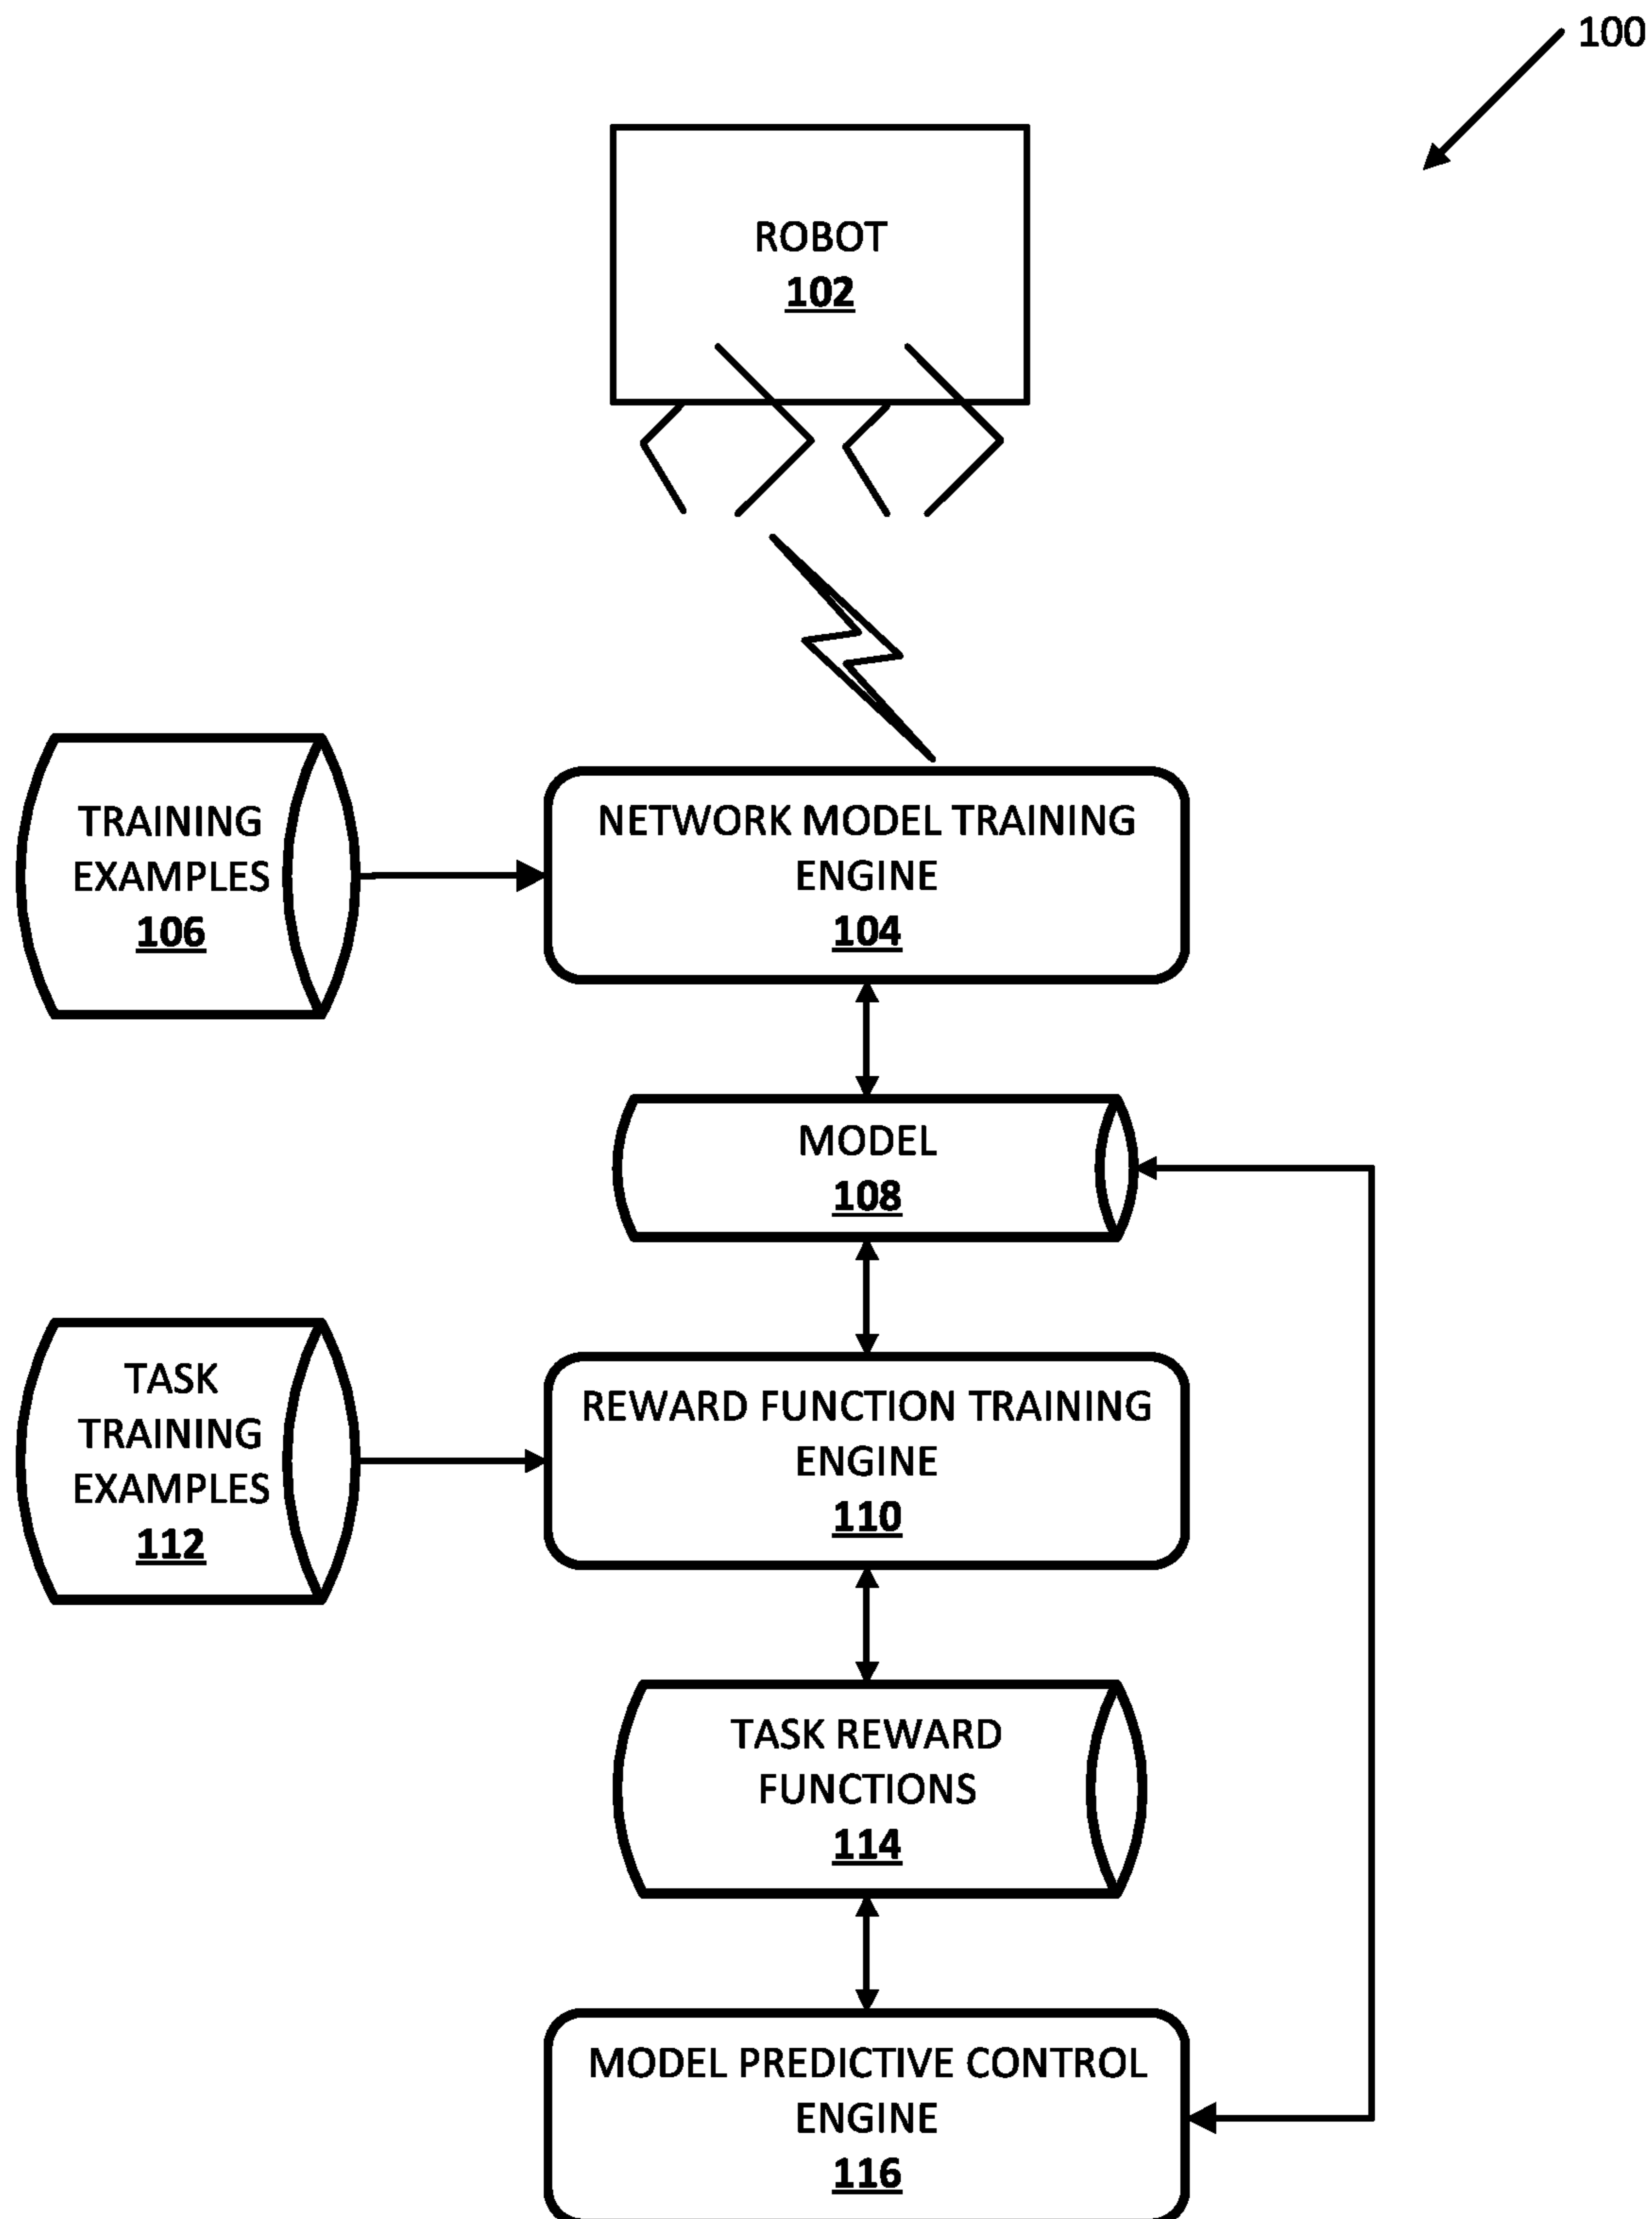 100
ROBOT
102
TRAINING
EXAMPLES
106
NETWORK MODEL TRAINING
ENGINE
104
MODEL
108
TASK
TRAINING
EXAMPLES
112
REWARD FUNCTION TRAINING
ENGINE
110
TASK REWARD
FUNCTIONS
114
MODEL PREDICTIVE CONTROL
ENGINE
116